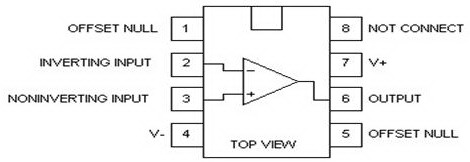 OFFSET NULL 1 8 NOT CONNECT
INVERTING INPUT 2 − 7 V+
NONINVERTING INPUT 3 + 6 OUTPUT
V- 4 TOP VIEW 5 OFFSET NULL